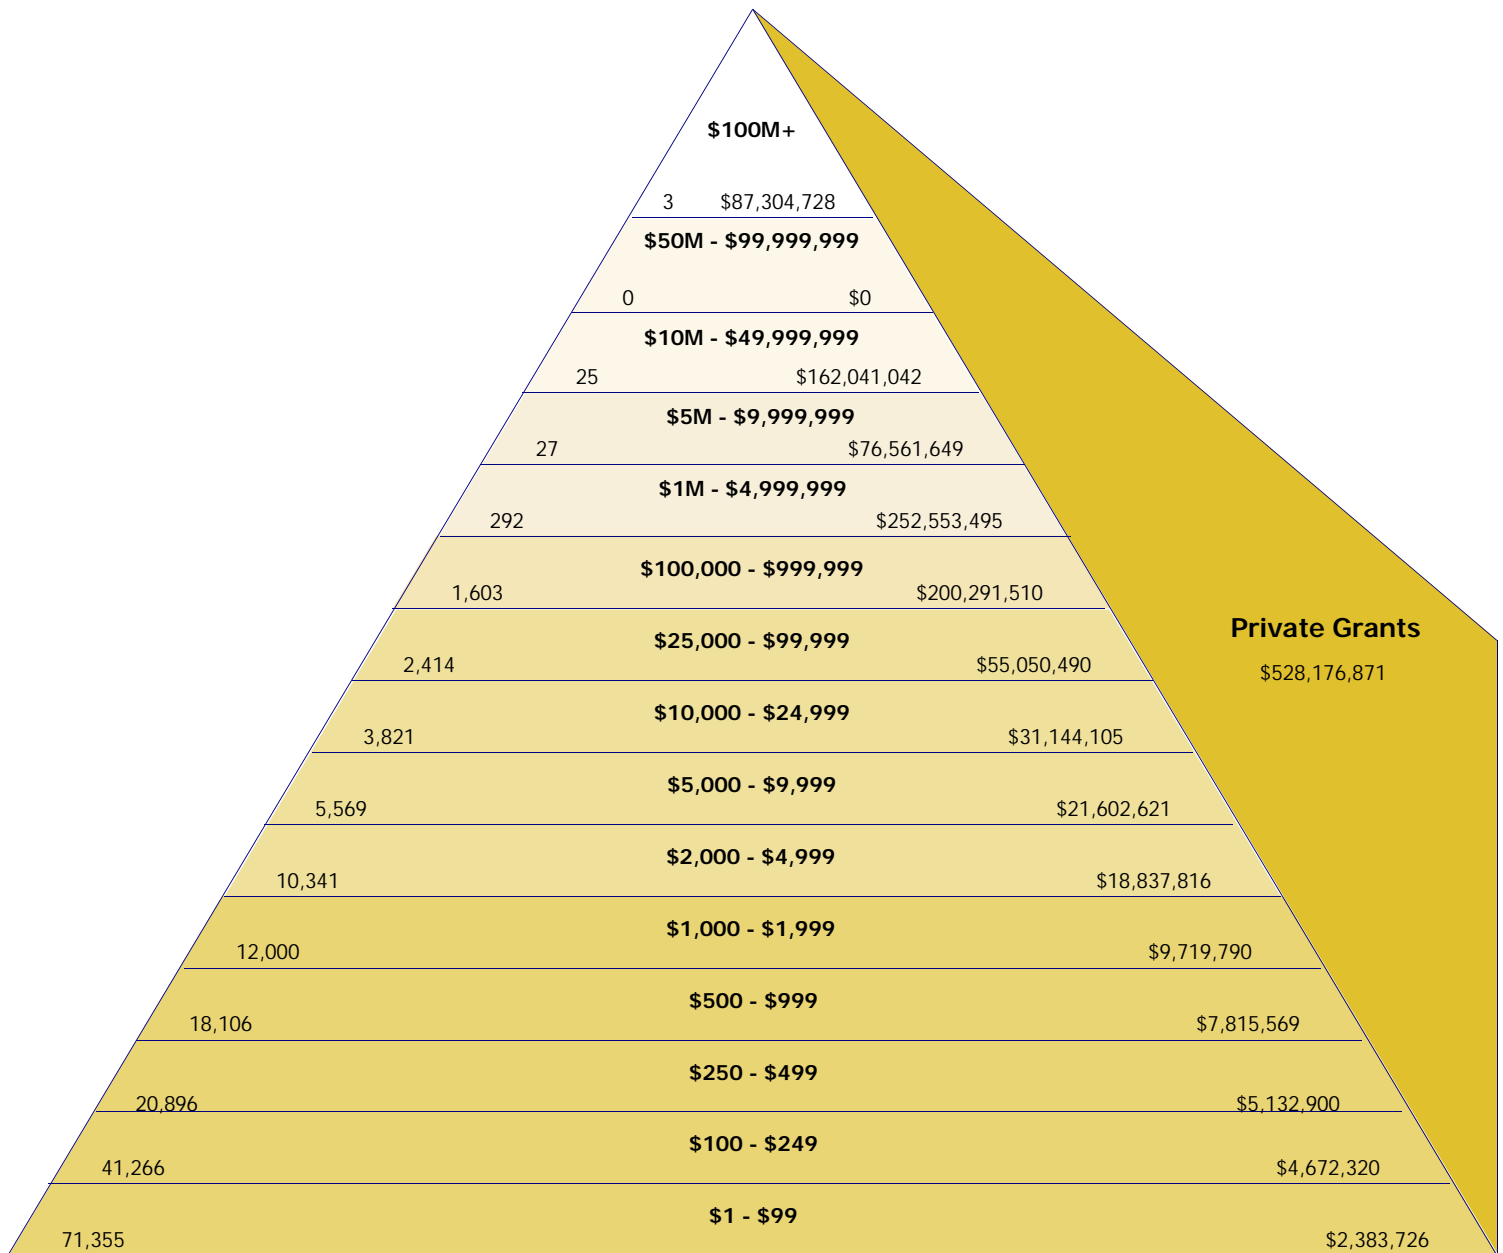 $100M+
3 $87,304,728
$50M - $99,999,999
0 $0
$10M - $49,999,999
25 $162,041,042
$5M - $9,999,999
27 $76,561,649
$1M - $4,999,999
292 $252,553,495
$100,000 - $999,999
1,603 $200,291,510
Private Grants
$25,000 - $99,999
2,414 $55,050,490
$528,176,871
$10,000 - $24,999
3,821 $31,144,105
$5,000 - $9,999
5,569 $21,602,621
$2,000 - $4,999
10,341 $18,837,816
$1,000 - $1,999
12,000 $9,719,790
$500 - $999
18,106 $7,815,569
$250 - $499
20,896 $5,132,900
$100 - $249
41,266 $4,672,320
$1 - $99
71,355 $2,383,726